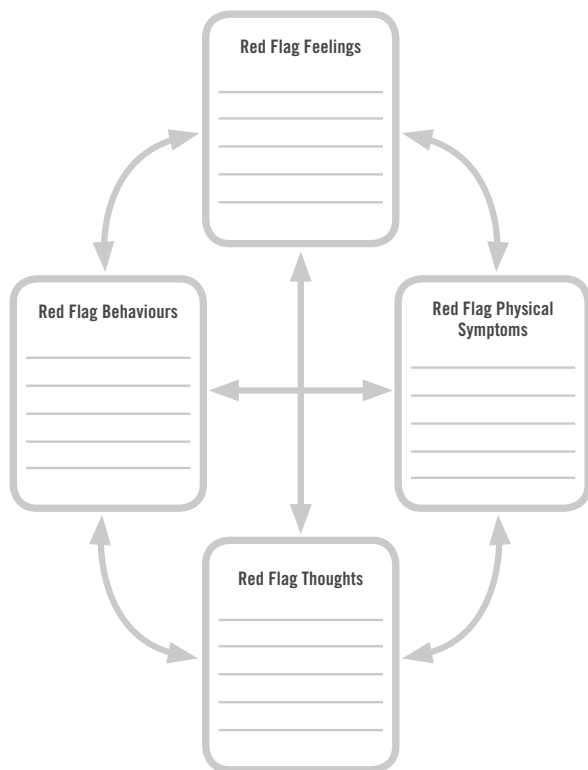 Red Flag Feelings
Red Flag Behaviours
Red Flag Physical
Symptoms
Red Flag Thoughts